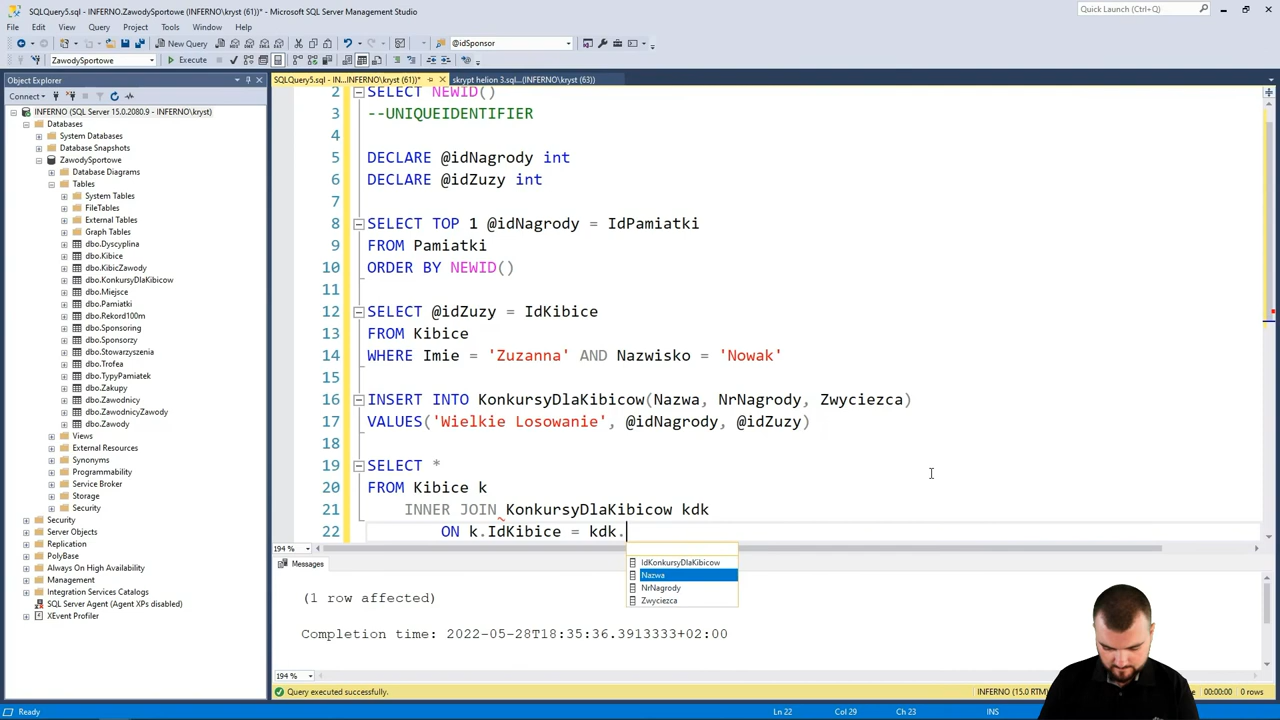 SQLQuery5.sql - INFERNO.ZawodySportowe (INFERNO\kryst (61))* - Microsoft SQL Server Management Studio
Quick Launch (Ctrl+Q)
File Edit View Query Project Tools Window Help
New Query @idSponsor
ZawodySportowe Execute
Object Explorer
SQLQuery5.sql - IN...INFERNO\kryst (61))* skrypt helion 3.sql...(INFERNO\kryst (63))
Connect
INFERNO (SQL Server 15.0.2080.9 - INFERNO\kryst)
Databases
System Databases
Database Snapshots
ZawodySportowe
Database Diagrams
Tables
System Tables
FileTables
External Tables
Graph Tables
dbo.Dyscyplina
dbo.Kibice
dbo.KibicZawody
dbo.KonkursyDlaKibicow
dbo.Miejsce
dbo.Pamiatki
dbo.Rekord100m
dbo.Sponsoring
dbo.Sponsorzy
dbo.Stowarzyszenia
dbo.Trofea
dbo.TypyPamiatek
dbo.Zakupy
dbo.Zawodnicy
dbo.ZawodnicyZawody
dbo.Zawody
Views
External Resources
Synonyms
Programmability
Service Broker
Storage
Security
Security
Server Objects
Replication
PolyBase
Always On High Availability
Management
Integration Services Catalogs
SQL Server Agent (Agent XPs disabled)
XEvent Profiler
2 SELECT NEWID()
3 --UNIQUEIDENTIFIER
4
5 DECLARE @idNagrody int
6 DECLARE @idZuzy int
7
8 SELECT TOP 1 @idNagrody = IdPamiatki
9 FROM Pamiatki
10 ORDER BY NEWID()
11
12 SELECT @idZuzy = IdKibice
13 FROM Kibice
14 WHERE Imie = 'Zuzanna' AND Nazwisko = 'Nowak'
15
16 INSERT INTO KonkursyDlaKibicow(Nazwa, NrNagrody, Zwyciezca)
17 VALUES('Wielkie Losowanie', @idNagrody, @idZuzy)
18
19 SELECT *
20 FROM Kibice k
21 INNER JOIN KonkursyDlaKibicow kdk
22 ON k.IdKibice = kdk.
194 %
IdKonkursyDlaKibicow
Nazwa
NrNagrody
Zwyciezca
Messages
(1 row affected)
Completion time: 2022-05-28T18:35:36.3913333+02:00
194 %
Query executed successfully. INFERNO (15.0 RTM) 00:00:00 0 rows
Ready Ln 22 Col 29 Ch 23 INS